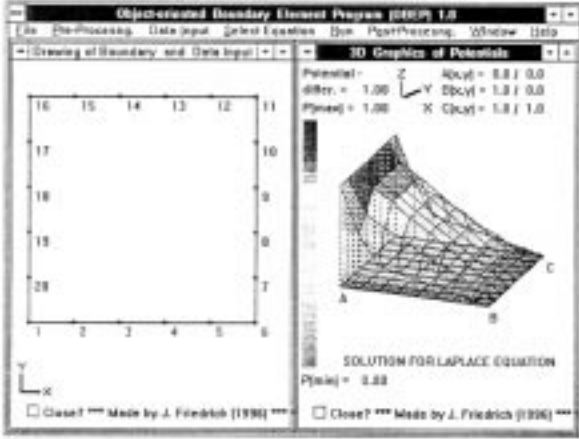 Object-oriented Boundary Element Program (OBEP) 1.0
File Pre-Processing Data Input Select Equation Run Post-Processing Window Help
Drawing of Boundary and Data Input
16 15 14 13 12 11
17 10
18 9
19 8
20 7
1 2 3 4 5 6
Y
X
Close? *** Made by J. Friedrich (1996) ***
3D Graphics of Potentials
Potential - Z A(x,y) = 0.0 / 0.0
differ. = 1.00 Y B(x,y) = 1.0 / 0.0
P(max) = 1.00 X C(x,y) = 1.0 / 1.0
A
B
C
SOLUTION FOR LAPLACE EQUATION
P(min) = 0.00
Close? *** Made by J. Friedrich (1996) ***